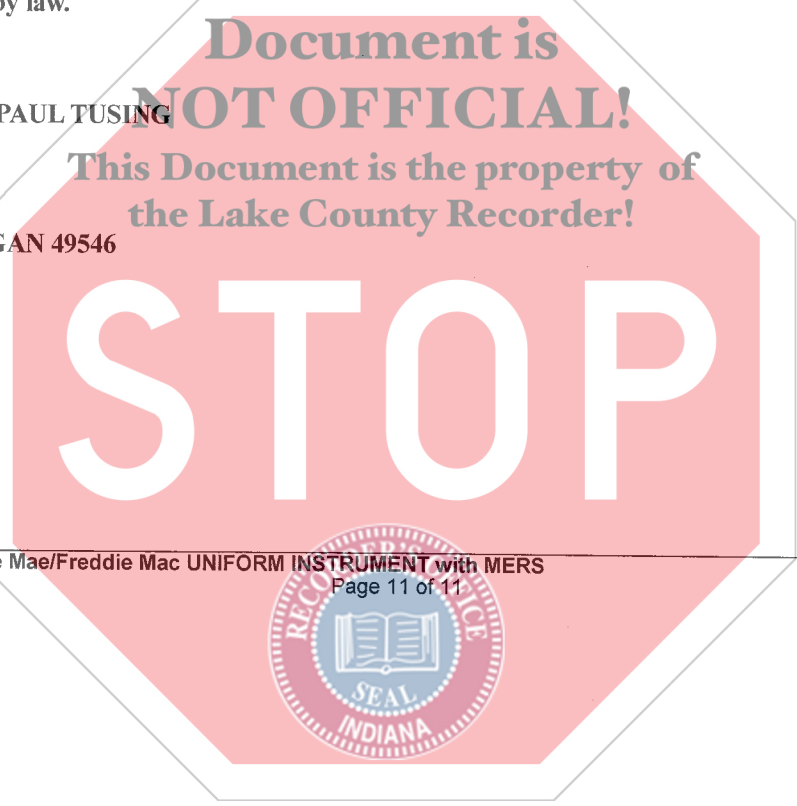 by law.
Document is
PAUL TUSING
NOT OFFICIAL!
This Document is the property of
the Lake County Recorder!
GAN 49546
STOP
Mae/Freddie Mac UNIFORM INSTRUMENT with MERS
Page 11 of 11
RECORDER'S OFFICE
SEAL
INDIANA